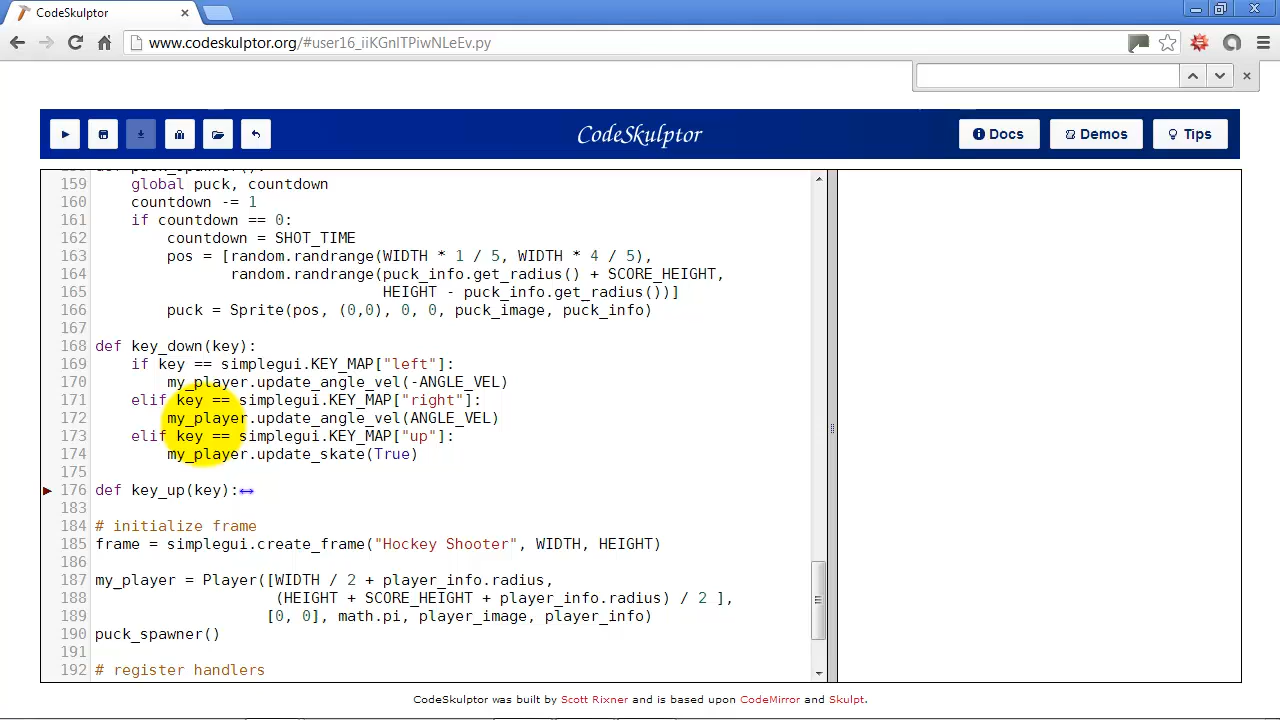 CodeSkulptor
www.codeskulptor.org/#user16_iiKGnlTPiwNLeEv.py
CodeSkulptor
Docs
Demos
Tips
159 global puck, countdown
160 countdown -= 1
161 if countdown == 0:
162 countdown = SHOT_TIME
163 pos = [random.randrange(WIDTH * 1 / 5, WIDTH * 4 / 5),
164 random.randrange(puck_info.get_radius() + SCORE_HEIGHT,
165 HEIGHT - puck_info.get_radius())]
166 puck = Sprite(pos, (0,0), 0, 0, puck_image, puck_info)
167
168 def key_down(key):
169 if key == simplegui.KEY_MAP["left"]:
170 my_player.update_angle_vel(-ANGLE_VEL)
171 elif key == simplegui.KEY_MAP["right"]:
172 my_player.update_angle_vel(ANGLE_VEL)
173 elif key == simplegui.KEY_MAP["up"]:
174 my_player.update_skate(True)
175
176 def key_up(key):↔
183
184 # initialize frame
185 frame = simplegui.create_frame("Hockey Shooter", WIDTH, HEIGHT)
186
187 my_player = Player([WIDTH / 2 + player_info.radius,
188 (HEIGHT + SCORE_HEIGHT + player_info.radius) / 2 ],
189 [0, 0], math.pi, player_image, player_info)
190 puck_spawner()
191
192 # register handlers
CodeSkulptor was built by Scott Rixner and is based upon CodeMirror and Skulpt.